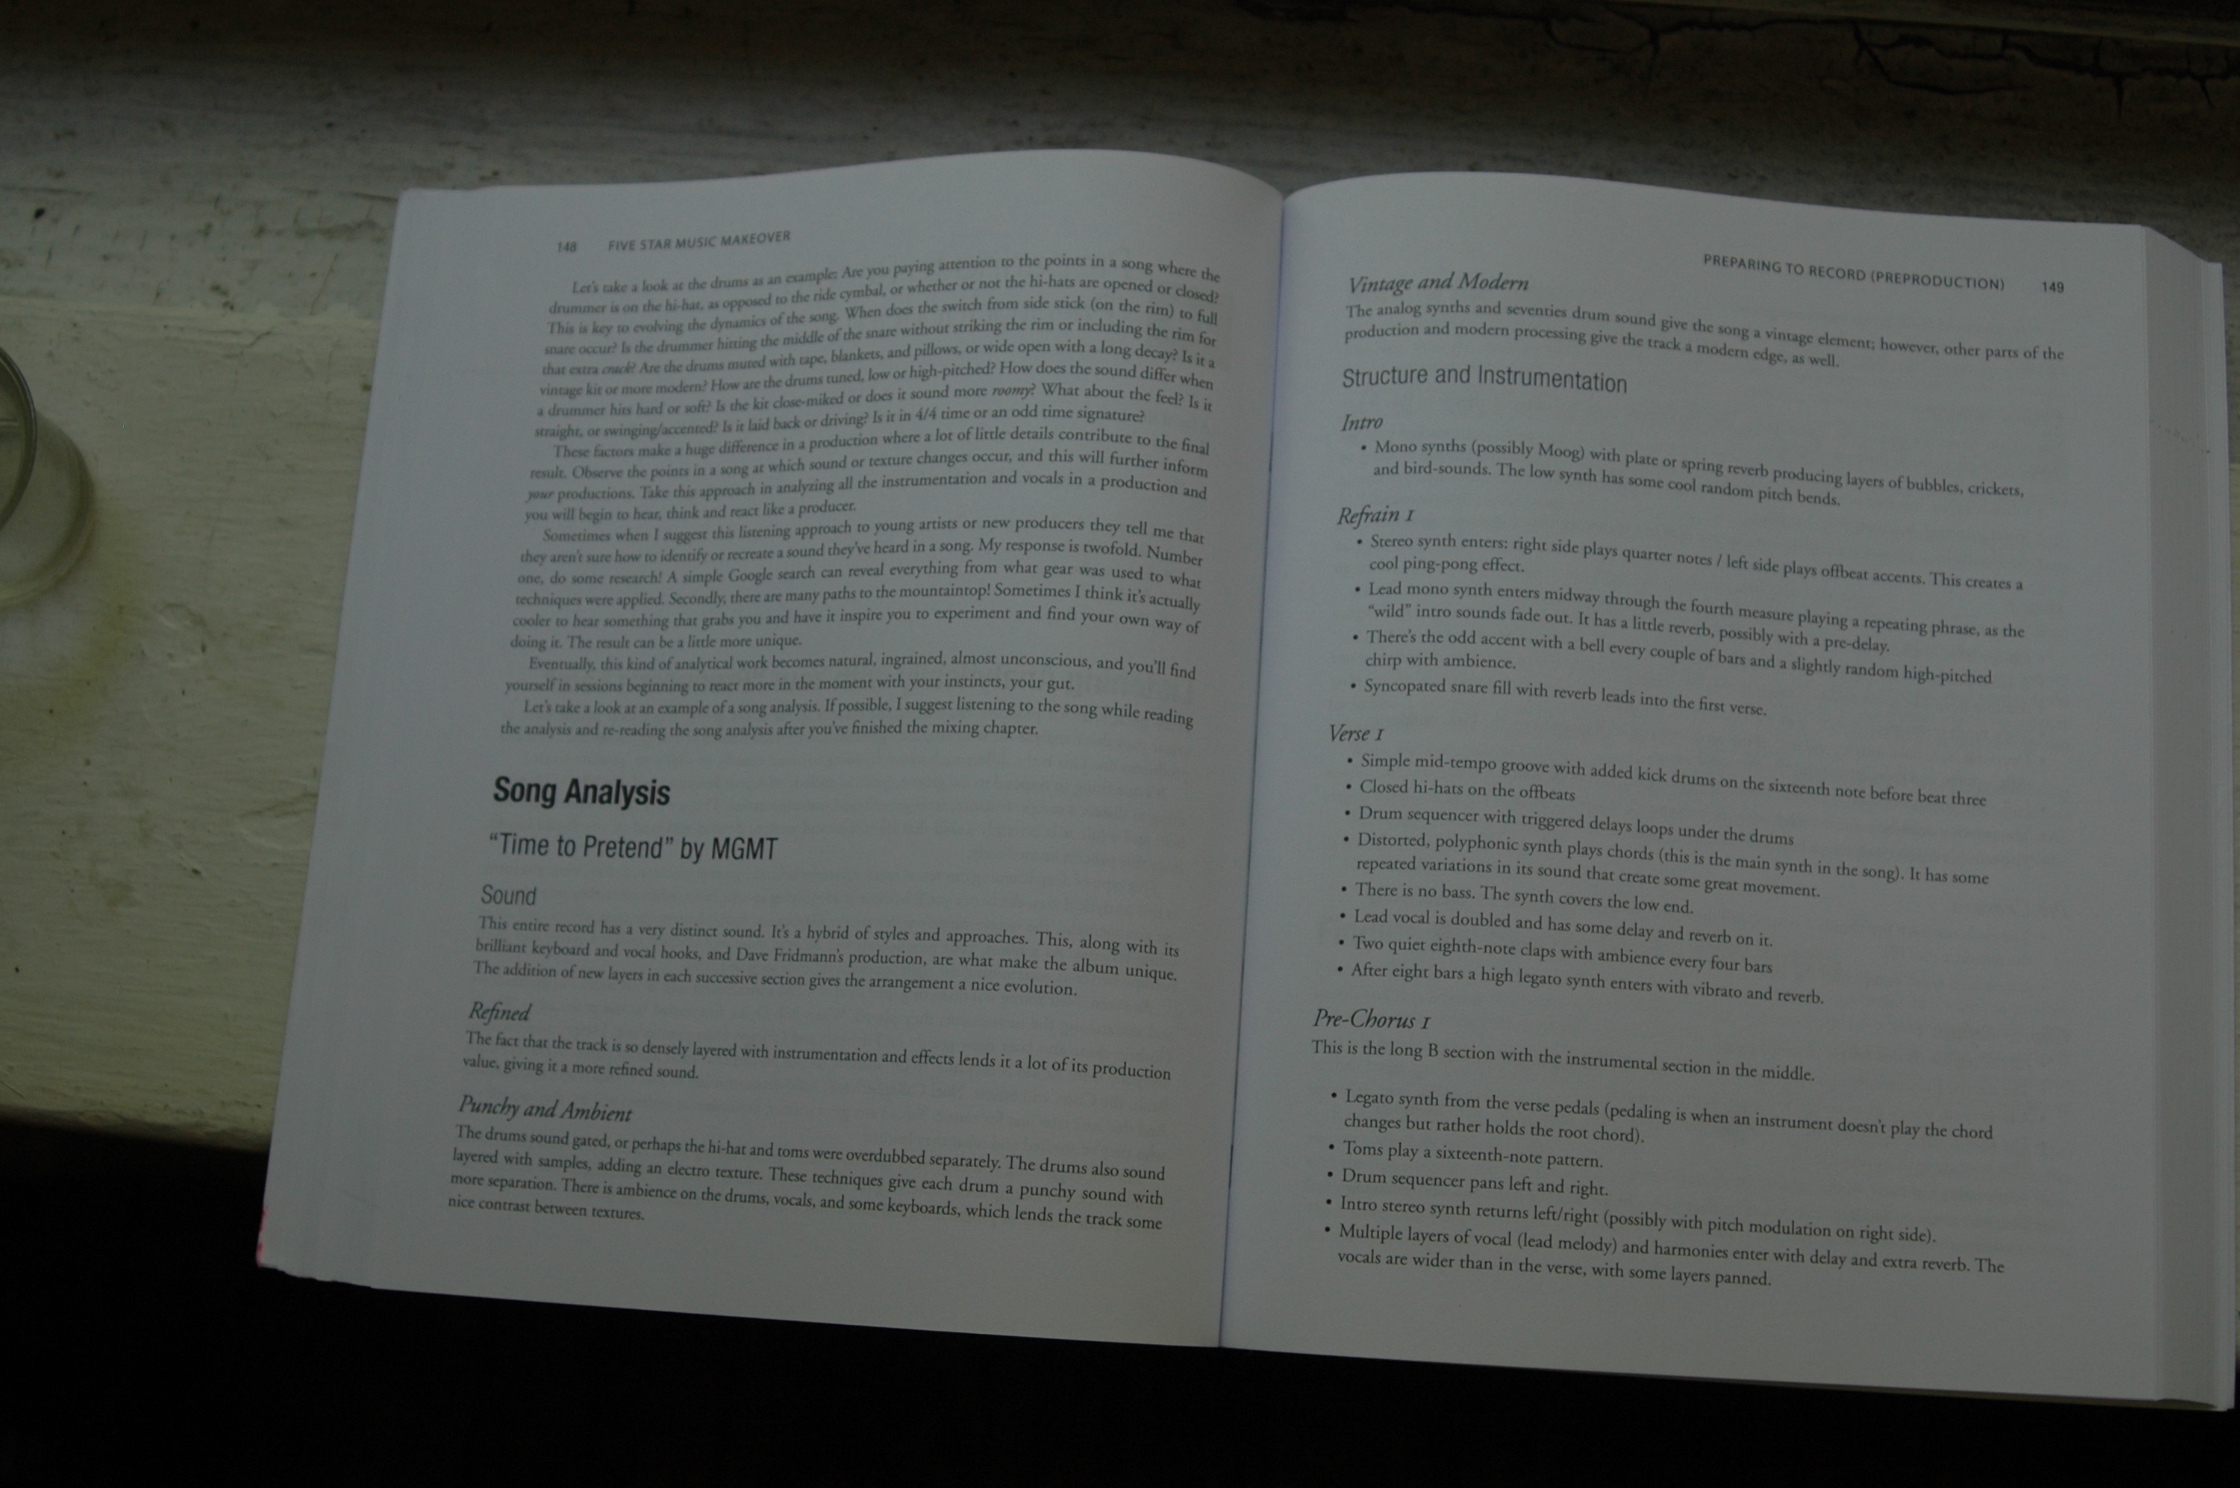 148 FIVE STAR MUSIC MAKEOVER
Let's take a look at the drums as an example: Are you paying attention to the points in a song where the
drummer is on the hi-hat, as opposed to the ride cymbal, or whether or not the hi-hats are opened or closed?
This is key to evolving the dynamics of the song. When does the switch from side stick (on the rim) to full
snare occur? Is the drummer hitting the middle of the snare without striking the rim or including the rim for
that extra crack? Are the drums muted with tape, blankets, and pillows, or wide open with a long decay? Is it a
vintage kit or more modern? How are the drums tuned, low or high-pitched? How does the sound differ when
a drummer hits hard or soft? Is the kit close-miked or does it sound more roomy? What about the feel? Is it
straight, or swinging/accented? Is it laid back or driving? Is it in 4/4 time or an odd time signature?
These factors make a huge difference in a production where a lot of little details contribute to the final
result. Observe the points in a song at which sound or texture changes occur, and this will further inform
your productions. Take this approach in analyzing all the instrumentation and vocals in a production and
you will begin to hear, think and react like a producer.
Sometimes when I suggest this listening approach to young artists or new producers they tell me that
they aren't sure how to identify or recreate a sound they've heard in a song. My response is twofold. Number
one, do some research! A simple Google search can reveal everything from what gear was used to what
techniques were applied. Secondly, there are many paths to the mountaintop! Sometimes I think it's actually
cooler to hear something that grabs you and have it inspire you to experiment and find your own way of
doing it. The result can be a little more unique.
Eventually, this kind of analytical work becomes natural, ingrained, almost unconscious, and you'll find
yourself in sessions beginning to react more in the moment with your instincts, your gut.
Let's take a look at an example of a song analysis. If possible, I suggest listening to the song while reading
the analysis and re-reading the song analysis after you've finished the mixing chapter.
Song Analysis
"Time to Pretend" by MGMT
Sound
This entire record has a very distinct sound. It's a hybrid of styles and approaches. This, along with its
brilliant keyboard and vocal hooks, and Dave Fridmann's production, are what make the album unique.
The addition of new layers in each successive section gives the arrangement a nice evolution.
Refined
The fact that the track is so densely layered with instrumentation and effects lends it a lot of its production
value, giving it a more refined sound.
Punchy and Ambient
The drums sound gated, or perhaps the hi-hat and toms were overdubbed separately. The drums also sound
layered with samples, adding an electro texture. These techniques give each drum a punchy sound with
more separation. There is ambience on the drums, vocals, and some keyboards, which lends the track some
nice contrast between textures.
PREPARING TO RECORD (PREPRODUCTION) 149
Vintage and Modern
The analog synths and seventies drum sound give the song a vintage element; however, other parts of the
production and modern processing give the track a modern edge, as well.
Structure and Instrumentation
Intro
• Mono synths (possibly Moog) with plate or spring reverb producing layers of bubbles, crickets,
and bird-sounds. The low synth has some cool random pitch bends.
Refrain 1
• Stereo synth enters: right side plays quarter notes / left side plays offbeat accents. This creates a
cool ping-pong effect.
• Lead mono synth enters midway through the fourth measure playing a repeating phrase, as the
"wild" intro sounds fade out. It has a little reverb, possibly with a pre-delay.
• There's the odd accent with a bell every couple of bars and a slightly random high-pitched
chirp with ambience.
• Syncopated snare fill with reverb leads into the first verse.
Verse 1
• Simple mid-tempo groove with added kick drums on the sixteenth note before beat three
• Closed hi-hats on the offbeats
• Drum sequencer with triggered delays loops under the drums
• Distorted, polyphonic synth plays chords (this is the main synth in the song). It has some
repeated variations in its sound that create some great movement.
• There is no bass. The synth covers the low end.
• Lead vocal is doubled and has some delay and reverb on it.
• Two quiet eighth-note claps with ambience every four bars
• After eight bars a high legato synth enters with vibrato and reverb.
Pre-Chorus 1
This is the long B section with the instrumental section in the middle.
• Legato synth from the verse pedals (pedaling is when an instrument doesn't play the chord
changes but rather holds the root chord).
• Toms play a sixteenth-note pattern.
• Drum sequencer pans left and right.
• Intro stereo synth returns left/right (possibly with pitch modulation on right side).
• Multiple layers of vocal (lead melody) and harmonies enter with delay and extra reverb. The
vocals are wider than in the verse, with some layers panned.